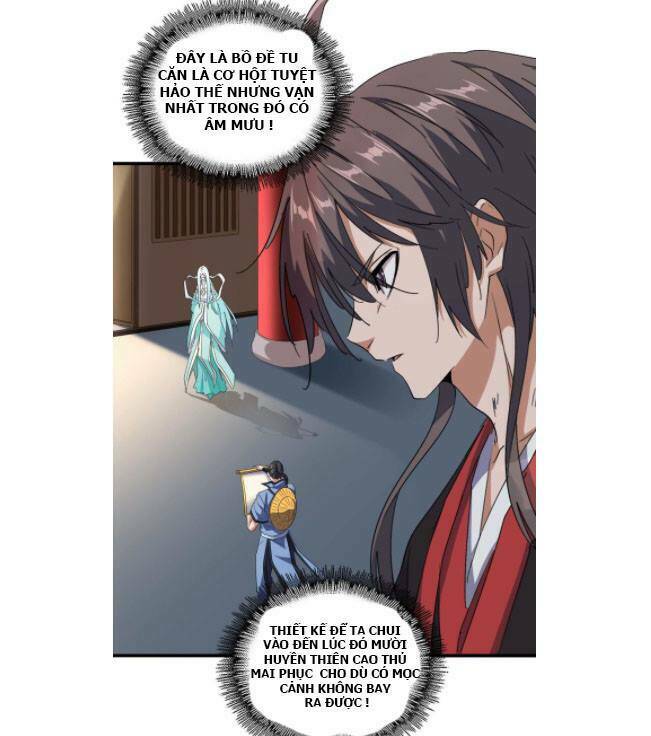 ĐÂY LÀ BỒ ĐỀ TU
CĂN LÀ CƠ HỘI TUYỆT
HẢO THẾ NHƯNG VẠN
NHẤT TRONG ĐÓ CÓ
ÂM MƯU !
THIẾT KẾ ĐỂ TA CHUI
VÀO ĐẾN LÚC ĐÓ MƯỜI
HUYỀN THIÊN CAO THỦ
MAI PHỤC CHO DÙ CÓ MỌC
CÁNH KHÔNG BAY
RA ĐƯỢC !